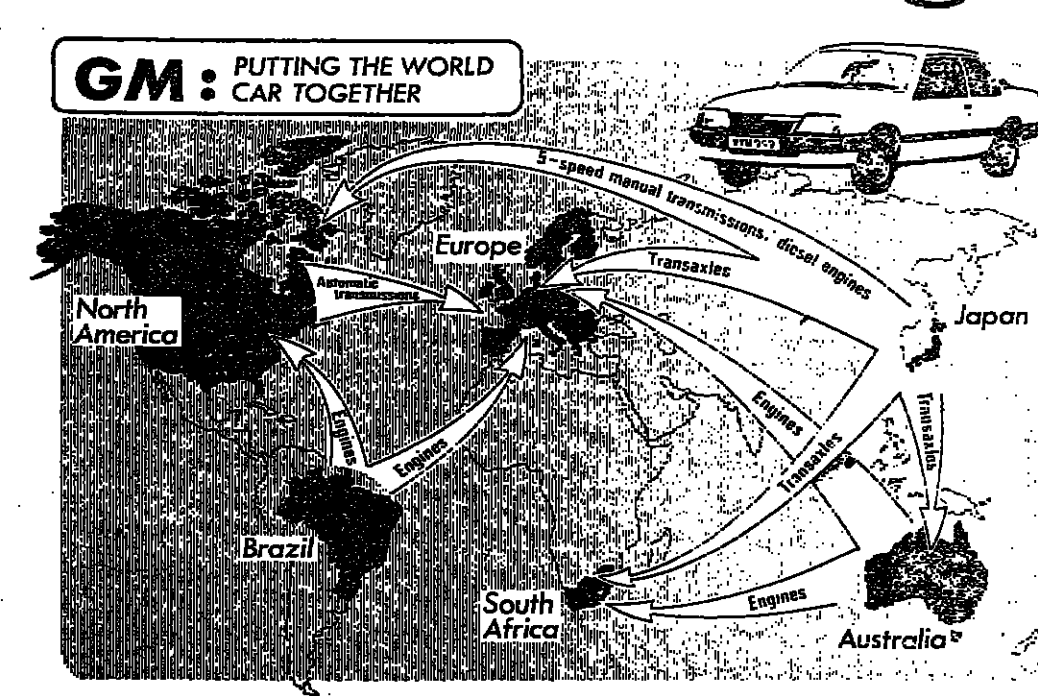 GM: PUTTING THE WORLD
CAR TOGETHER
5-speed manual transmissions, diesel engines
Europe
Transaxles
North
America
Automatic
transmissions
Japan
Engines
Engines
Engines
Transaxles
Transaxles
Brazil
South
Africa
Engines
Australia